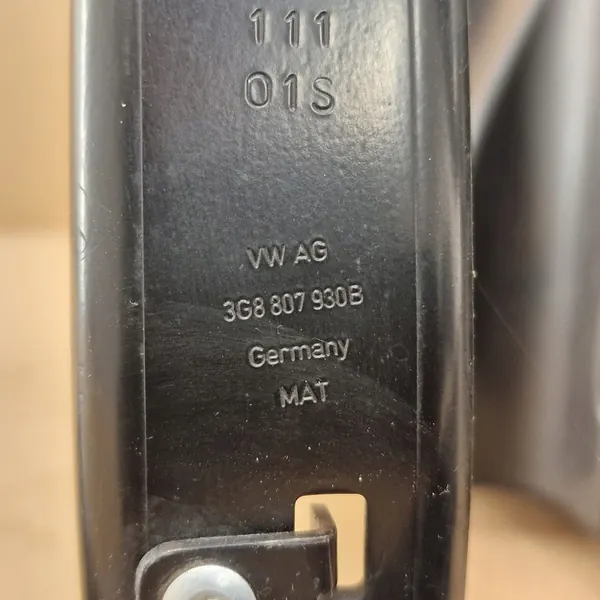 111
01S
VW AG
3G8 807 930B
Germany
MAT